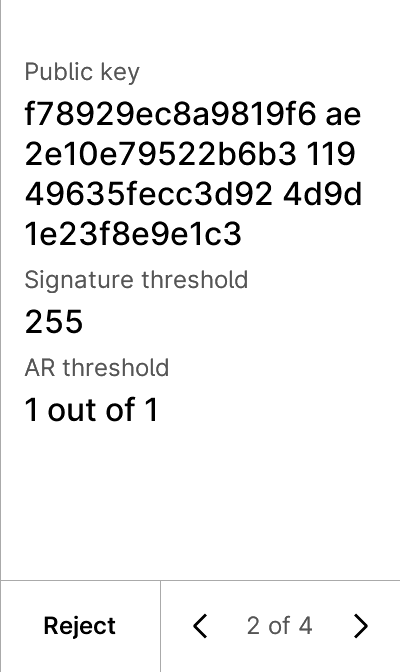 Public key
f78929ec8a9819f6 ae
2e10e79522b6b3 119
49635fecc3d92 4d9d
1e23f8e9e1c3
Signature threshold
255
AR threshold
1 out of 1
Reject
2 of 4